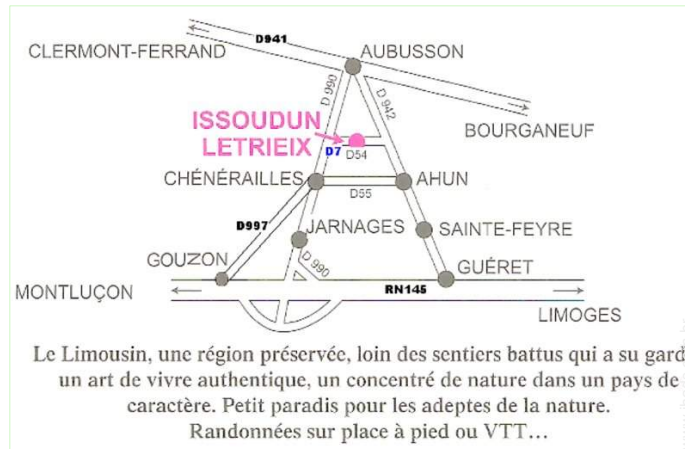 D941
CLERMONT-FERRAND
AUBUSSON
D 990
D 942
BOURGANEUF
ISSOUDUN
LETRIEIX
D7
D54
CHÉNÉRAILLES
AHUN
D55
D997
JARNAGES
SAINTE-FEYRE
GOUZON
D 990
GUÉRET
MONTLUÇON
RN145
LIMOGES
Le Limousin, une région préservée, loin des sentiers battus qui a su gard
un art de vivre authentique, un concentré de nature dans un pays de
caractère. Petit paradis pour les adeptes de la nature.
Randonnées sur place à pied ou VTT…